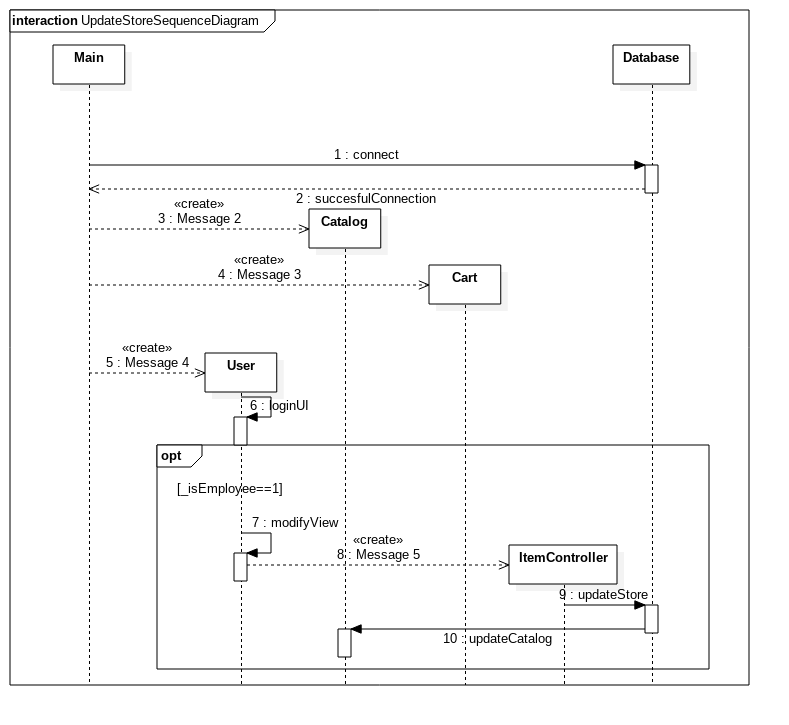 interaction UpdateStoreSequenceDiagram
Main
Database
1 : connect
2 : succesfulConnection
«create»
3 : Message 2
Catalog
«create»
4 : Message 3
Cart
«create»
5 : Message 4
User
6 : loginUI
opt
[_isEmployee==1]
7 : modifyView
«create»
8 : Message 5
ItemController
9 : updateStore
10 : updateCatalog